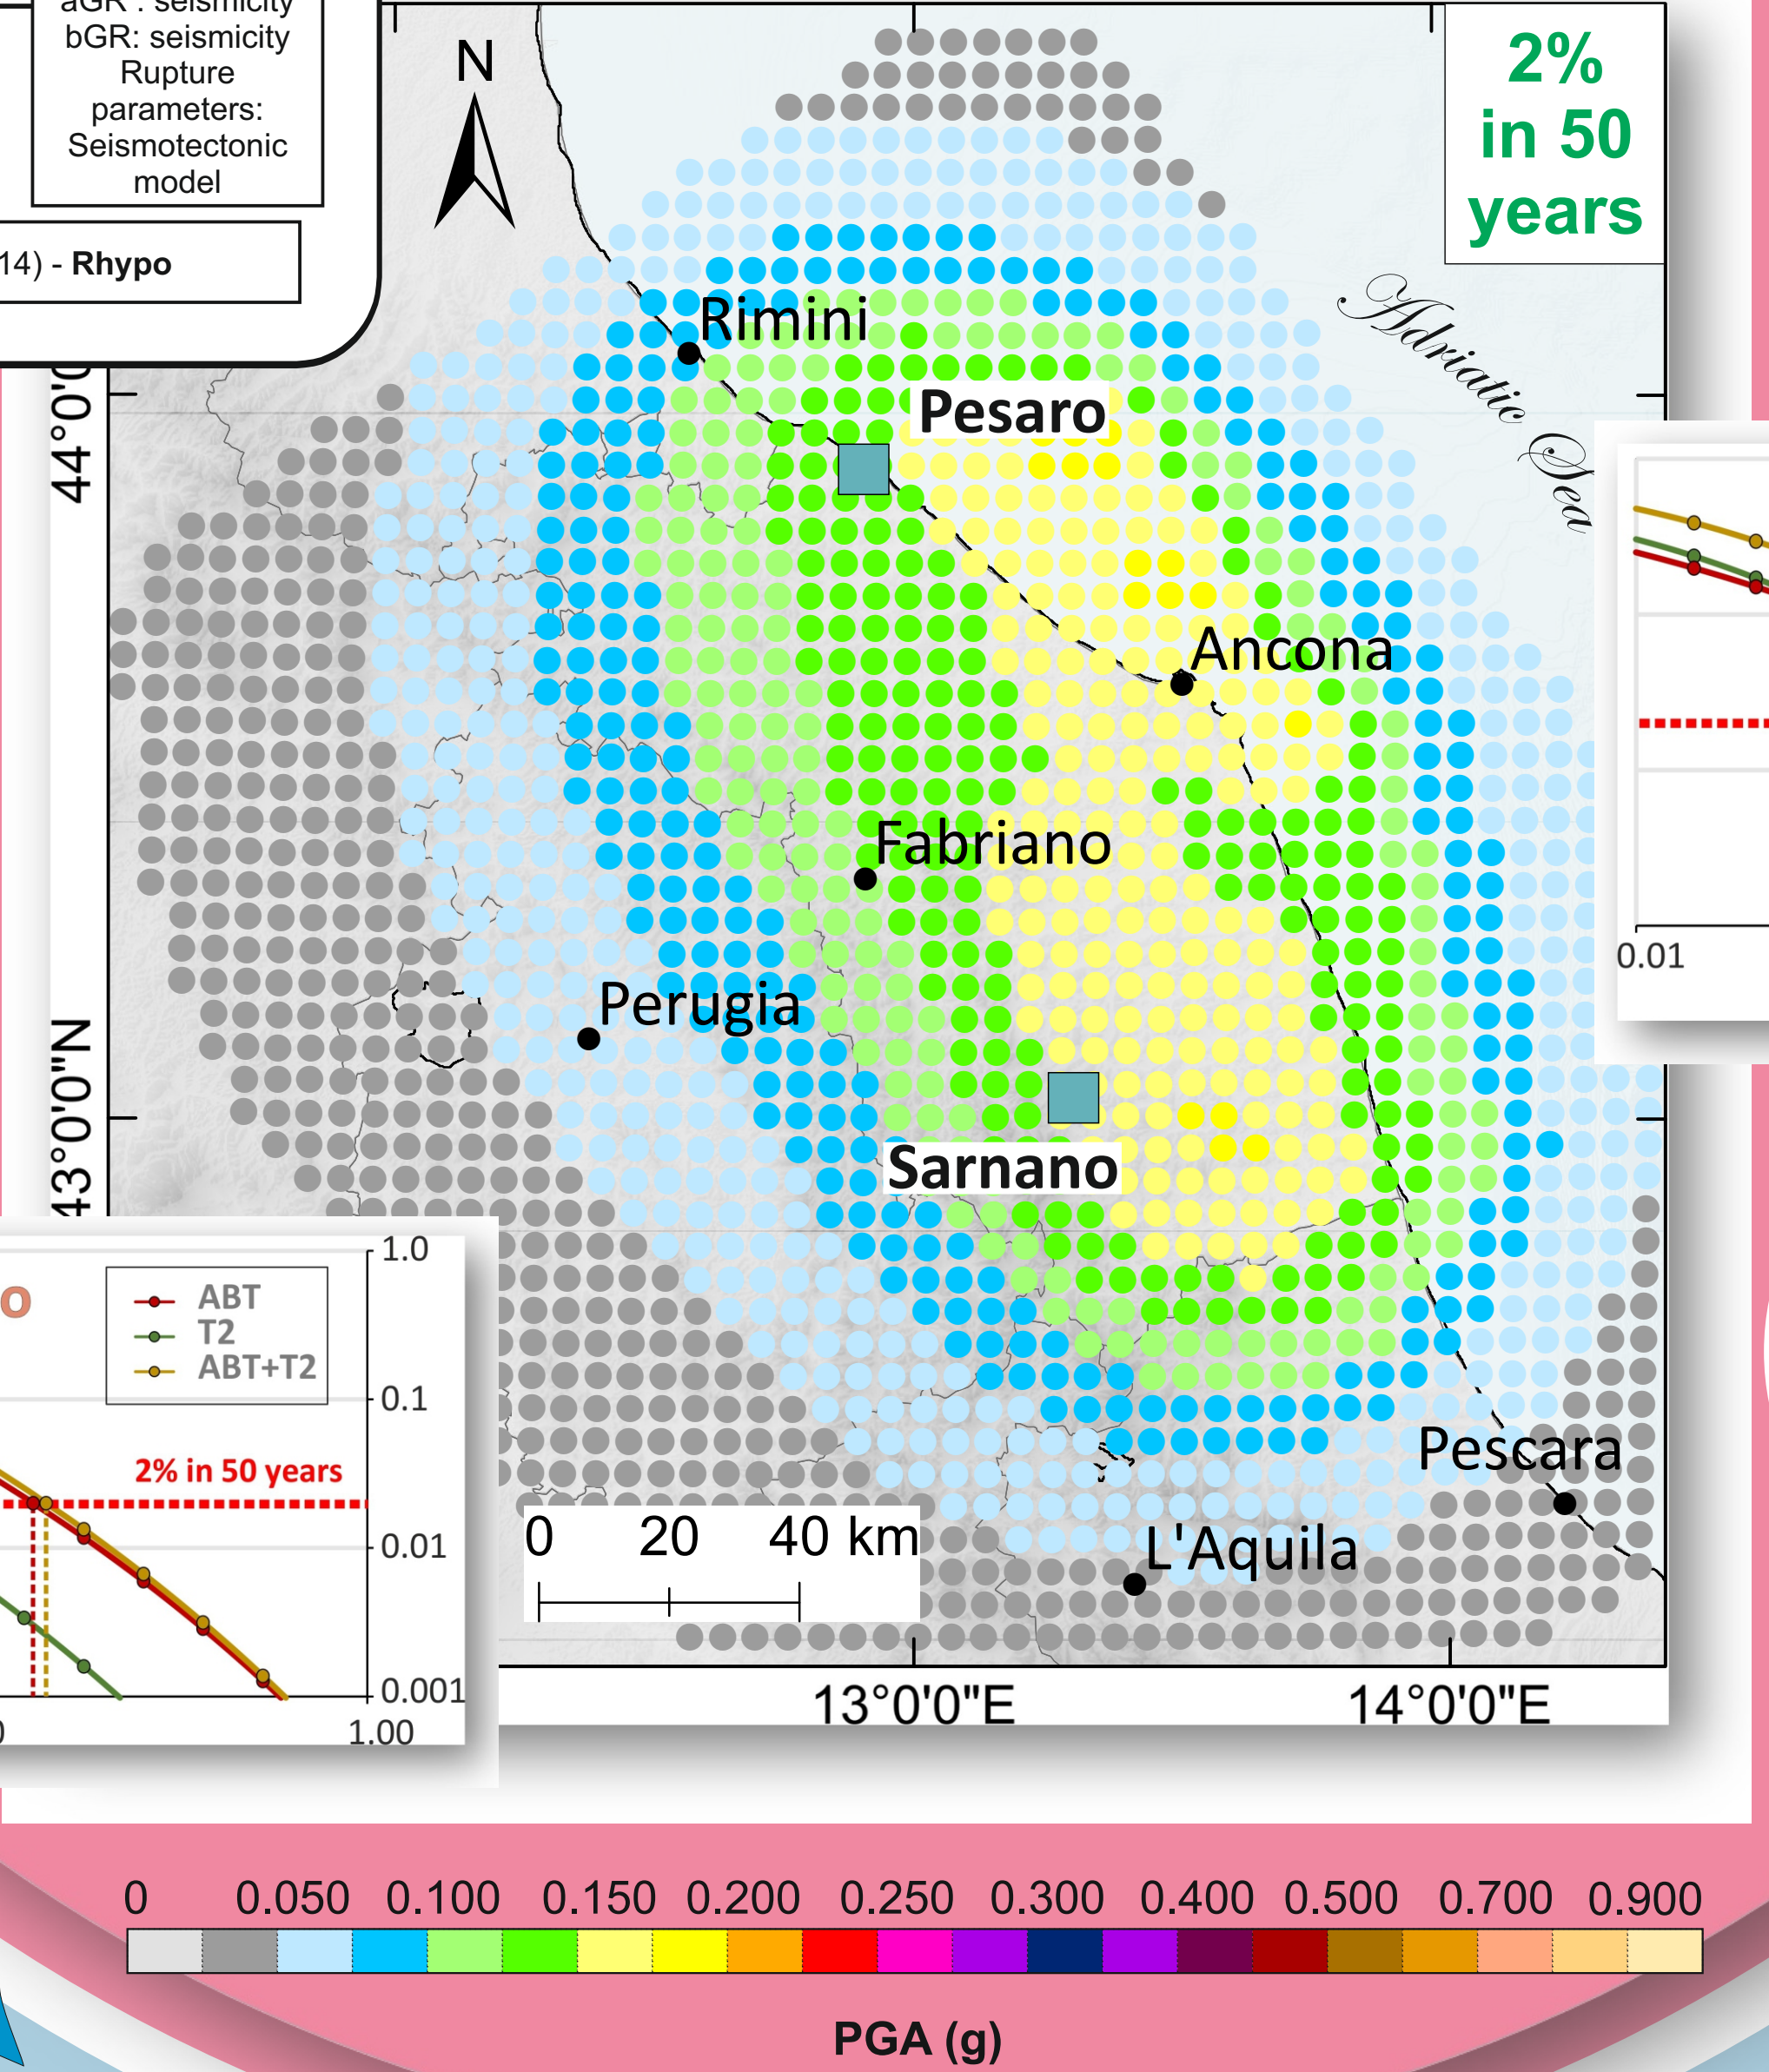 aGR : seismicity
bGR: seismicity
Rupture
parameters:
Seismotectonic
model
14) - Rhypo
N
2%
in 50
years
Adriatic Sea
Rimini
Pesaro
Ancona
Fabriano
Perugia
Sarnano
Pescara
L'Aquila
44°0'0
43°0'0"N
0.01
o
ABT
T2
ABT+T2
1.0
0.1
2% in 50 years
0.01
0.001
1.00
0 20 40 km
13°0'0"E 14°0'0"E
0 0.050 0.100 0.150 0.200 0.250 0.300 0.400 0.500 0.700 0.900
PGA (g)